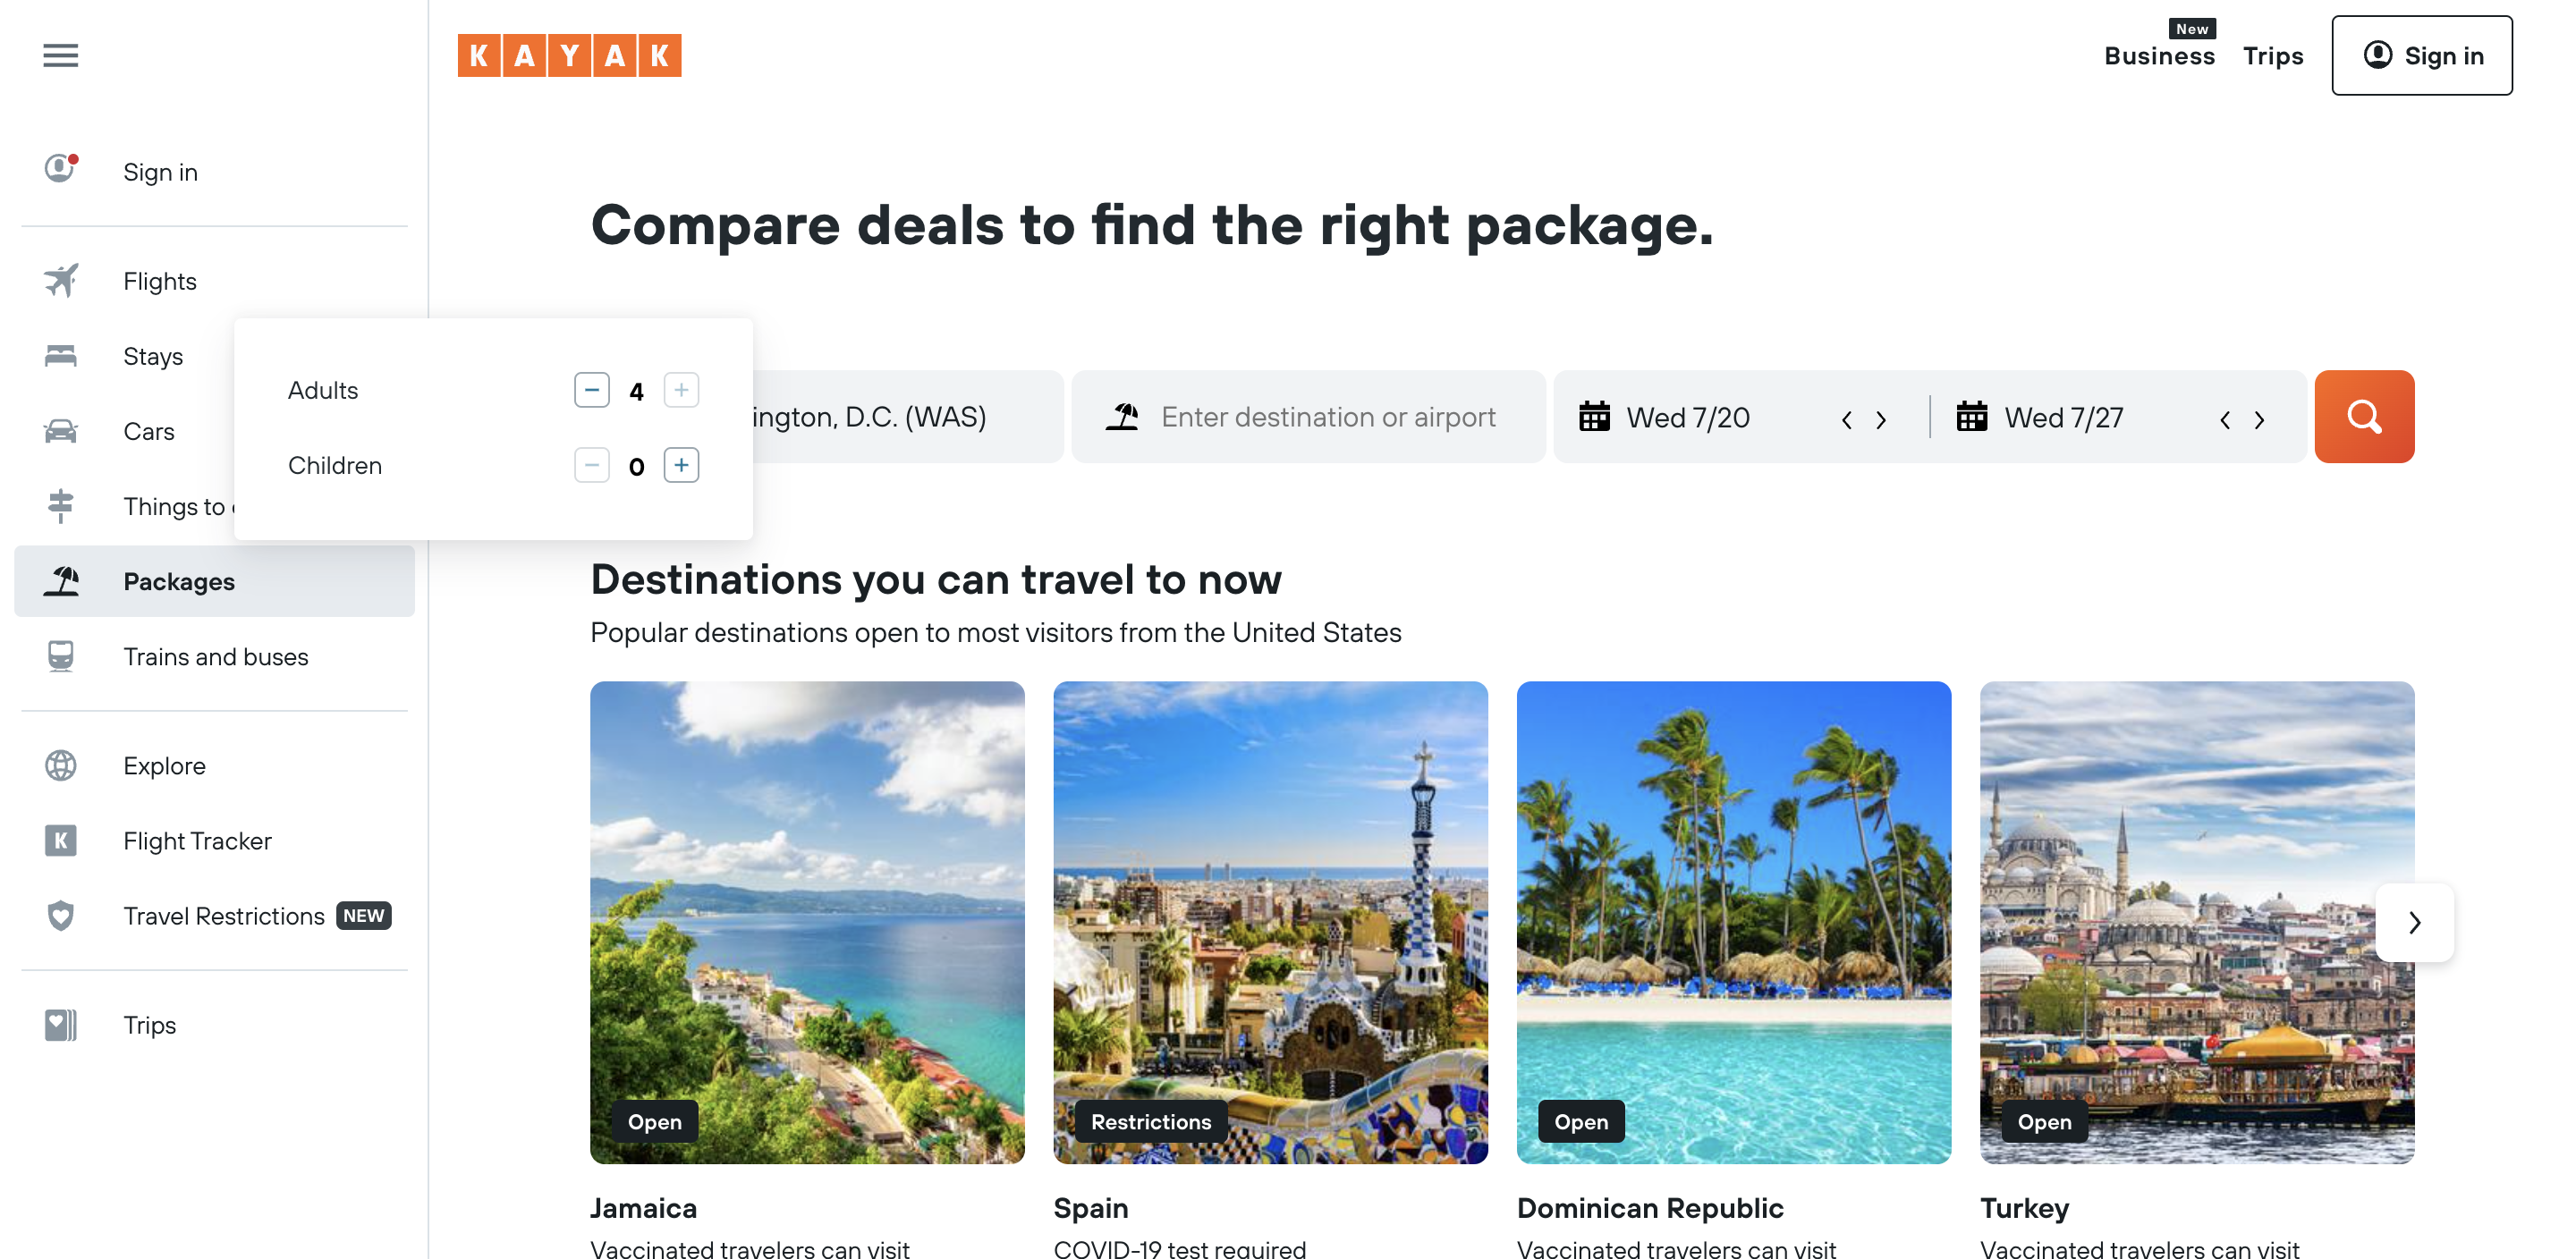 KAYAK
New
Business
Trips
Sign in
Sign in
Flights
Stays
Cars
Things to
Packages
Trains and buses
Explore
K
Flight Tracker
Travel Restrictions NEW
Trips
Compare deals to find the right package.
Adults
4
Children
0
ington, D.C. (WAS)
Enter destination or airport
Wed 7/20
Wed 7/27
Destinations you can travel to now
Popular destinations open to most visitors from the United States
Open
Restrictions
Open
Open
Jamaica
Vaccinated travelers can visit
Spain
COVID-19 test required
Dominican Republic
Vaccinated travelers can visit
Turkey
Vaccinated travelers can visit